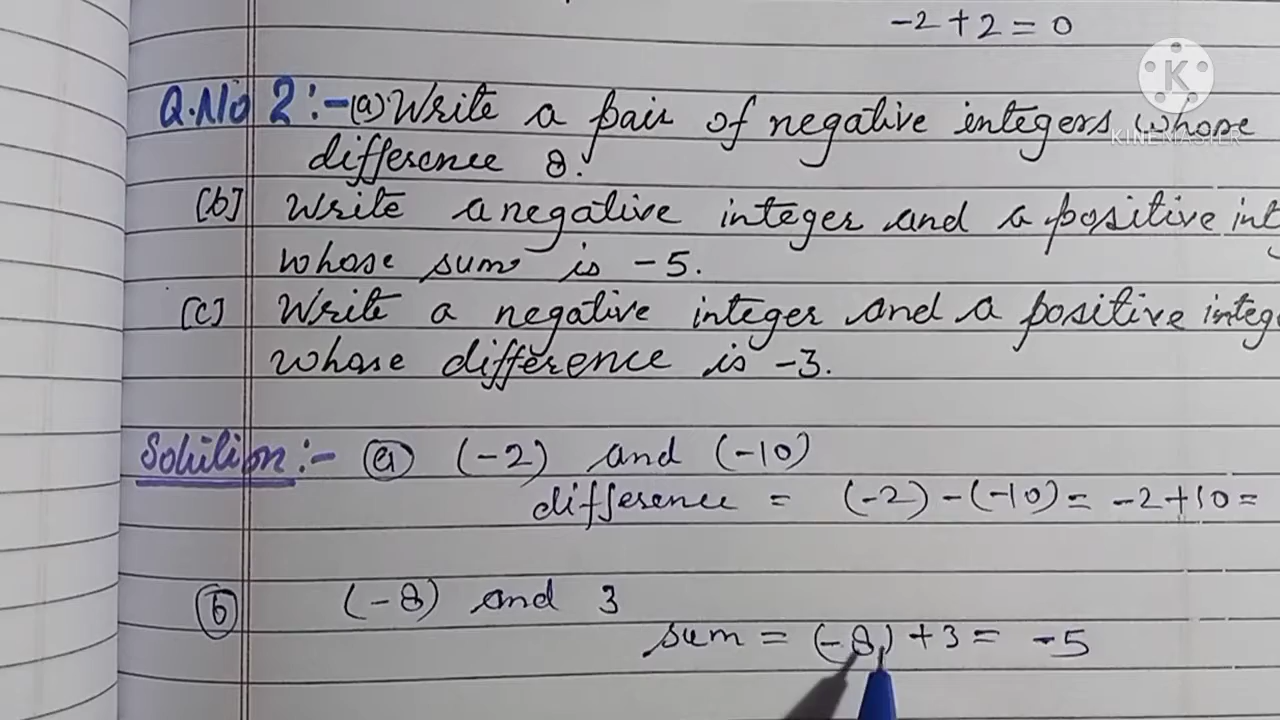 -2+2=0
K
KINEMASTER
Q.No 2:-(a) Write a pair of negative integers whose
difference 8.
(b) Write a negative integer and a positive int
whose sum is -5.
(c) Write a negative integer and a positive integ
whose difference is -3.
Solution:- (a) (-2) and (-10)
difference = (-2)-(-10)= -2+10=
(b) (-8) and 3
sum = (-8)+3= -5